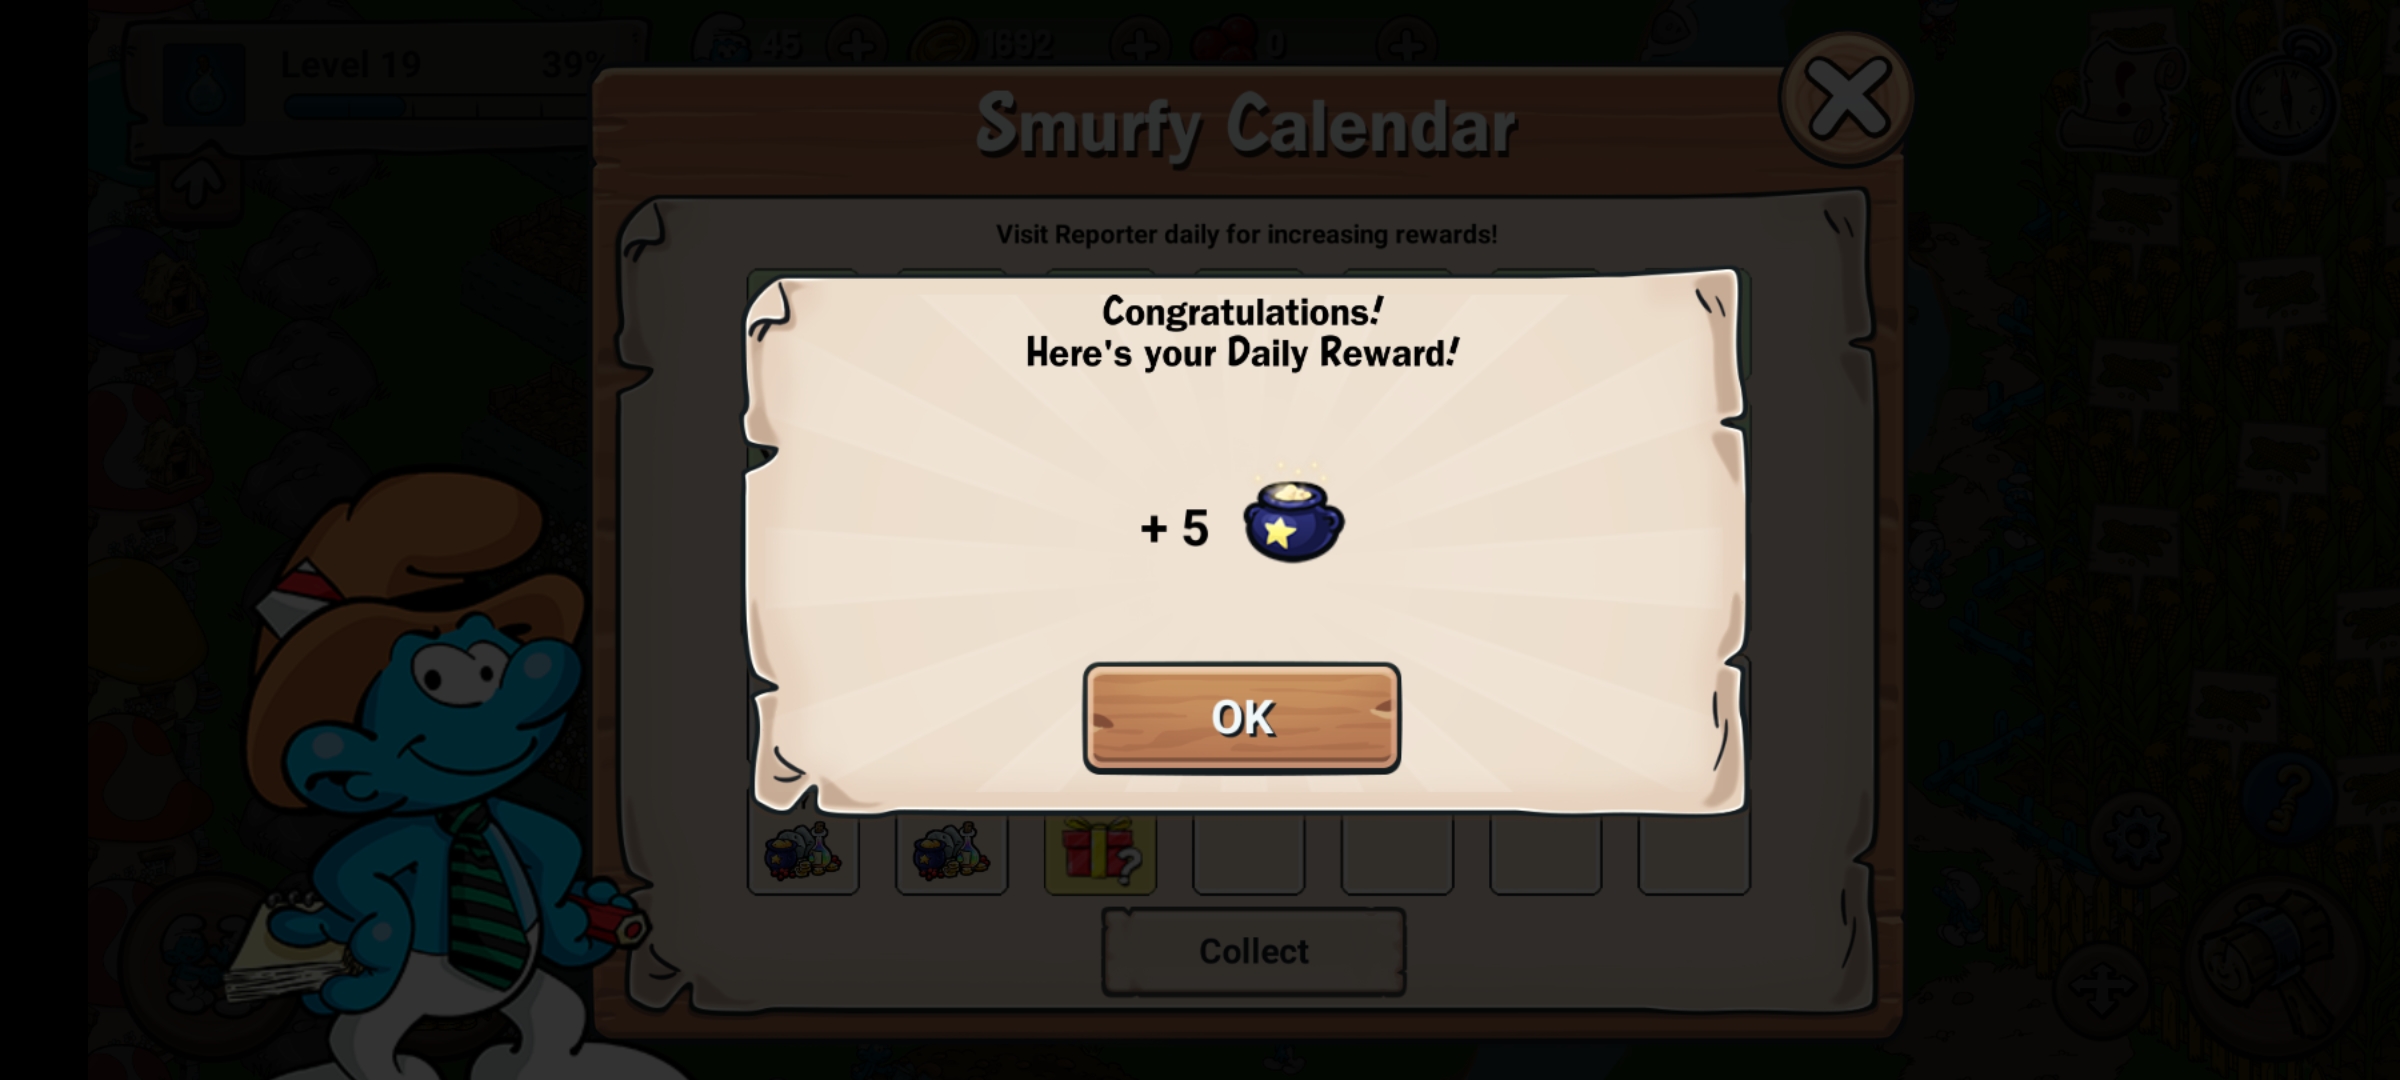 Level 19
39%
45
1692
0
Smurfy Calendar
Visit Reporter daily for increasing rewards!
Congratulations!
Here's your Daily Reward!
+ 5
OK
?
Collect